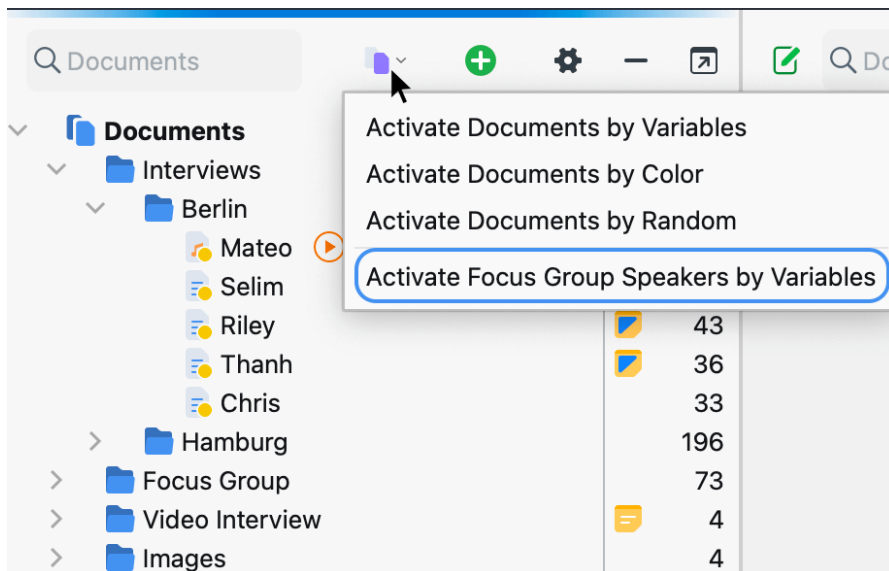 Documents
Do
Activate Documents by Variables
Documents
Activate Documents by Color
Interviews
Berlin
Activate Documents by Random
Mateo
Activate Focus Group Speakers by Variables
Selim
Riley 43
Thanh 36
Chris 33
Hamburg 196
Focus Group 73
Video Interview 4
Images 4